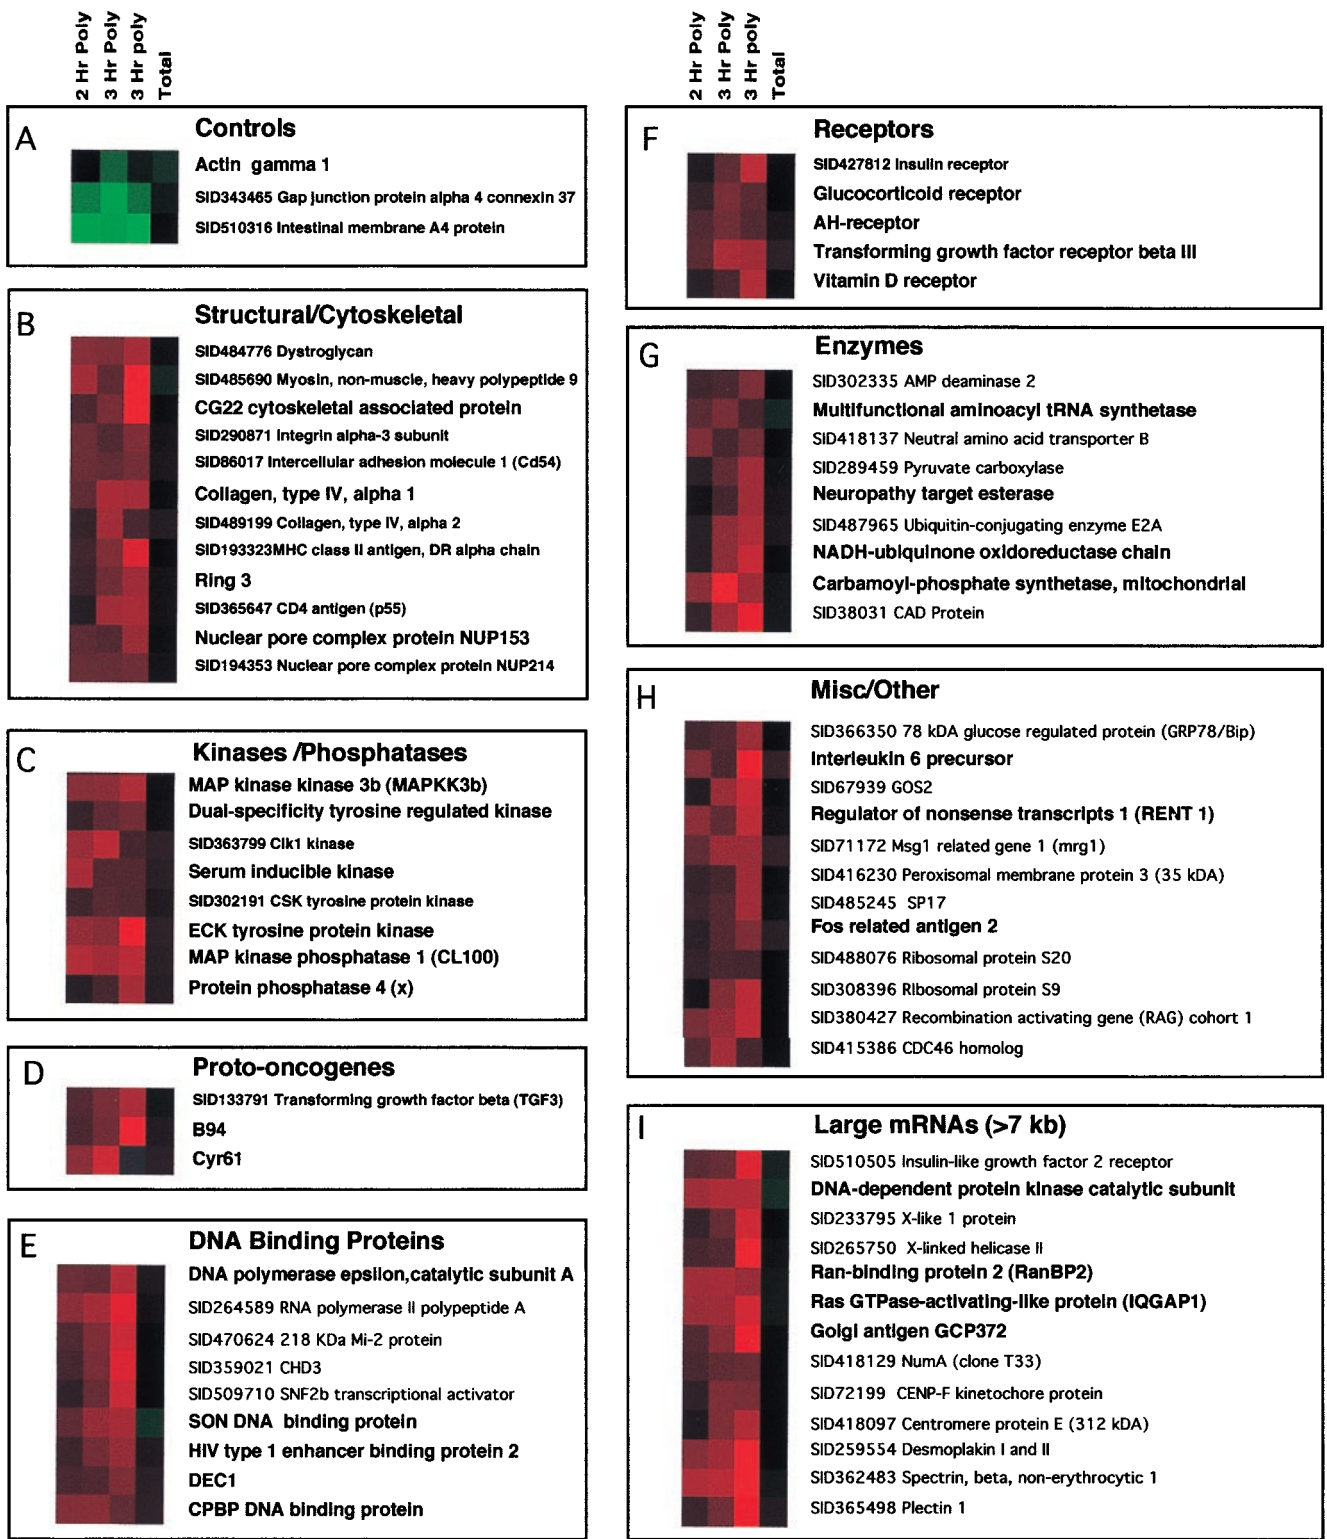 2 Hr Poly
3 Hr Poly
3 Hr poly
Total
A
Controls
Actin gamma 1
SID343465 Gap junction protein alpha 4 connexin 37
SID510316 Intestinal membrane A4 protein
B
Structural/Cytoskeletal
SID484776 Dystroglycan
SID485690 Myosin, non-muscle, heavy polypeptide 9
CG22 cytoskeletal associated protein
SID290871 Integrin alpha-3 subunit
SID86017 Intercellular adhesion molecule 1 (Cd54)
Collagen, type IV, alpha 1
SID489199 Collagen, type IV, alpha 2
SID193323MHC class II antigen, DR alpha chain
Ring 3
SID365647 CD4 antigen (p55)
Nuclear pore complex protein NUP153
SID194353 Nuclear pore complex protein NUP214
C
Kinases /Phosphatases
MAP kinase kinase 3b (MAPKK3b)
Dual-specificity tyrosine regulated kinase
SID363799 Clk1 kinase
Serum inducible kinase
SID302191 CSK tyrosine protein kinase
ECK tyrosine protein kinase
MAP kinase phosphatase 1 (CL100)
Protein phosphatase 4 (x)
D
Proto-oncogenes
SID133791 Transforming growth factor beta (TGF3)
B94
Cyr61
E
DNA Binding Proteins
DNA polymerase epsilon,catalytic subunit A
SID264589 RNA polymerase II polypeptide A
SID470624 218 KDa Mi-2 protein
SID359021 CHD3
SID509710 SNF2b transcriptional activator
SON DNA binding protein
HIV type 1 enhancer binding protein 2
DEC1
CPBP DNA binding protein
2 Hr Poly
3 Hr Poly
3 Hr poly
Total
F
Receptors
SID427812 Insulin receptor
Glucocorticoid receptor
AH-receptor
Transforming growth factor receptor beta III
Vitamin D receptor
G
Enzymes
SID302335 AMP deaminase 2
Multifunctional aminoacyl tRNA synthetase
SID418137 Neutral amino acid transporter B
SID289459 Pyruvate carboxylase
Neuropathy target esterase
SID487965 Ubiquitin-conjugating enzyme E2A
NADH-ubiquinone oxidoreductase chain
Carbamoyl-phosphate synthetase, mitochondrial
SID38031 CAD Protein
H
Misc/Other
SID366350 78 kDA glucose regulated protein (GRP78/Bip)
Interleukin 6 precursor
SID67939 GOS2
Regulator of nonsense transcripts 1 (RENT 1)
SID71172 Msg1 related gene 1 (mrg1)
SID416230 Peroxisomal membrane protein 3 (35 kDA)
SID485245 SP17
Fos related antigen 2
SID488076 Ribosomal protein S20
SID308396 Ribosomal protein S9
SID380427 Recombination activating gene (RAG) cohort 1
SID415386 CDC46 homolog
I
Large mRNAs (>7 kb)
SID510505 Insulin-like growth factor 2 receptor
DNA-dependent protein kinase catalytic subunit
SID233795 X-like 1 protein
SID265750 X-linked helicase II
Ran-binding protein 2 (RanBP2)
Ras GTPase-activating-like protein (IQGAP1)
Golgi antigen GCP372
SID418129 NumA (clone T33)
SID72199 CENP-F kinetochore protein
SID418097 Centromere protein E (312 kDA)
SID259554 Desmoplakin I and II
SID362483 Spectrin, beta, non-erythrocytic 1
SID365498 Plectin 1